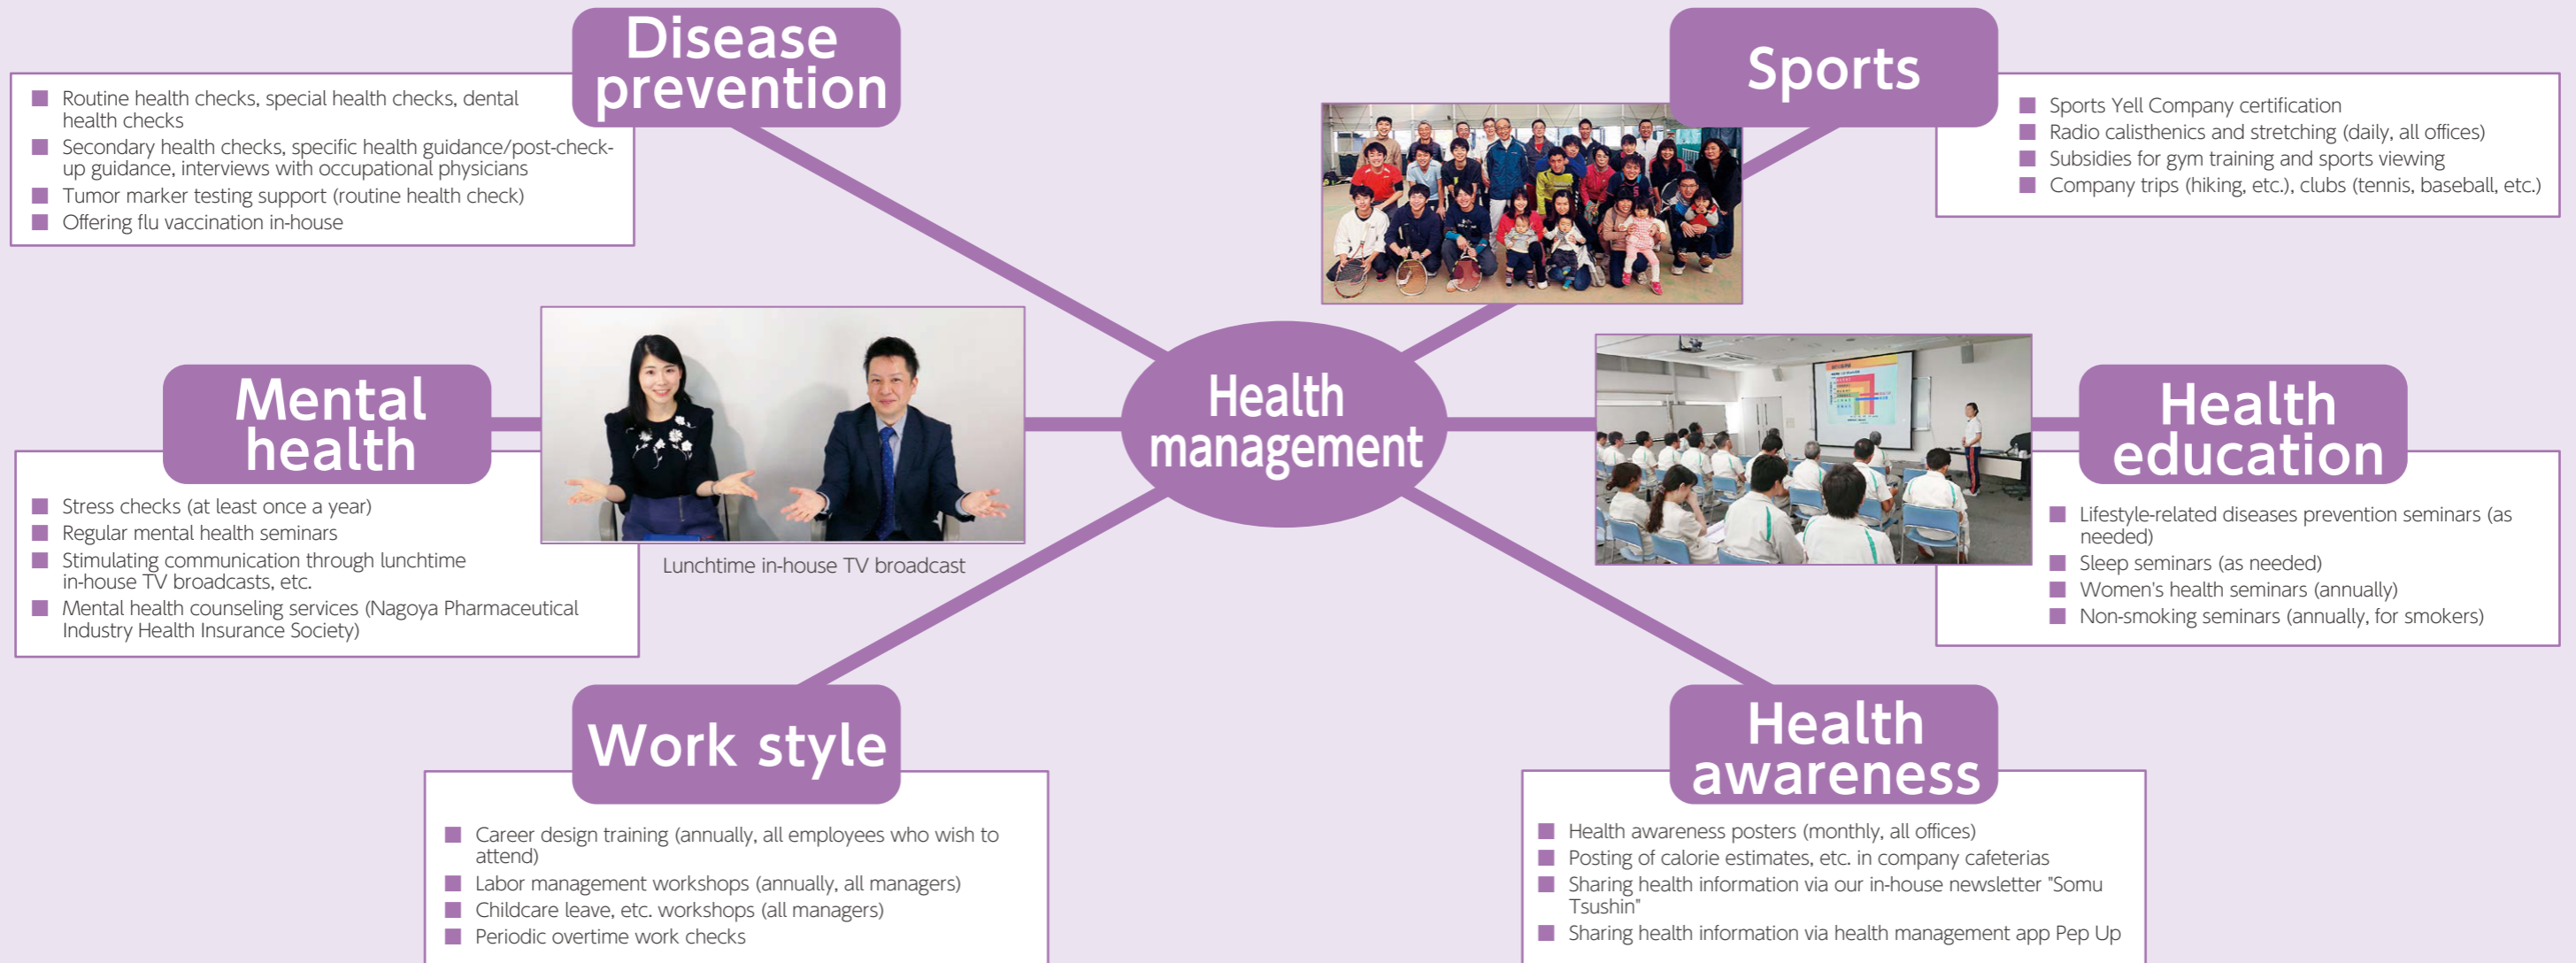 Disease
prevention
Routine health checks, special health checks, dental
health checks
Secondary health checks, specific health guidance/post-check-
up guidance, interviews with occupational physicians
Tumor marker testing support (routine health check)
Offering flu vaccination in-house
Sports
Sports Yell Company certification
Radio calisthenics and stretching (daily, all offices)
Subsidies for gym training and sports viewing
Company trips (hiking, etc.), clubs (tennis, baseball, etc.)
Mental
health
Stress checks (at least once a year)
Regular mental health seminars
Stimulating communication through lunchtime
in-house TV broadcasts, etc.
Mental health counseling services (Nagoya Pharmaceutical
Industry Health Insurance Society)
Lunchtime in-house TV broadcast
Health
management
Health
education
Lifestyle-related diseases prevention seminars (as
needed)
Sleep seminars (as needed)
Women's health seminars (annually)
Non-smoking seminars (annually, for smokers)
Work style
Career design training (annually, all employees who wish to
attend)
Labor management workshops (annually, all managers)
Childcare leave, etc. workshops (all managers)
Periodic overtime work checks
Health
awareness
Health awareness posters (monthly, all offices)
Posting of calorie estimates, etc. in company cafeterias
Sharing health information via our in-house newsletter "Somu
Tsushin"
Sharing health information via health management app Pep Up